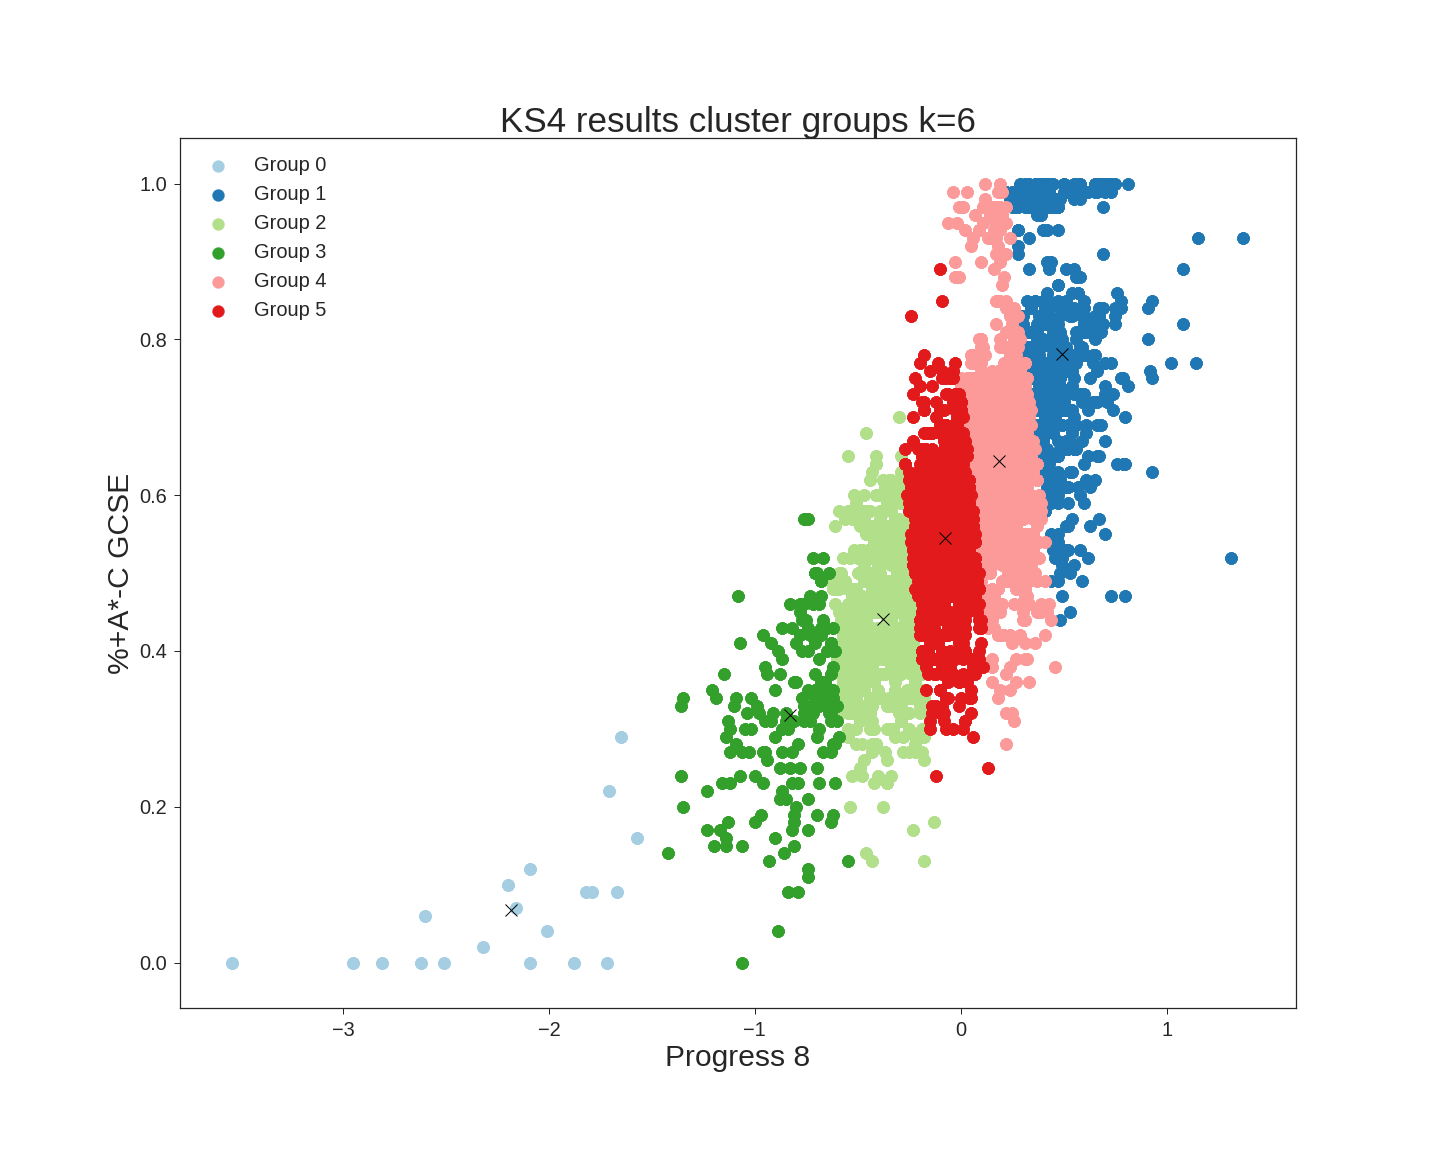 KS4 results cluster groups k=6
Group 0
Group 1
Group 2
Group 3
Group 4
Group 5
1.0
0.8
0.6
0.4
0.2
0.0
%+A*-C GCSE
−3 −2 −1 0 1
Progress 8